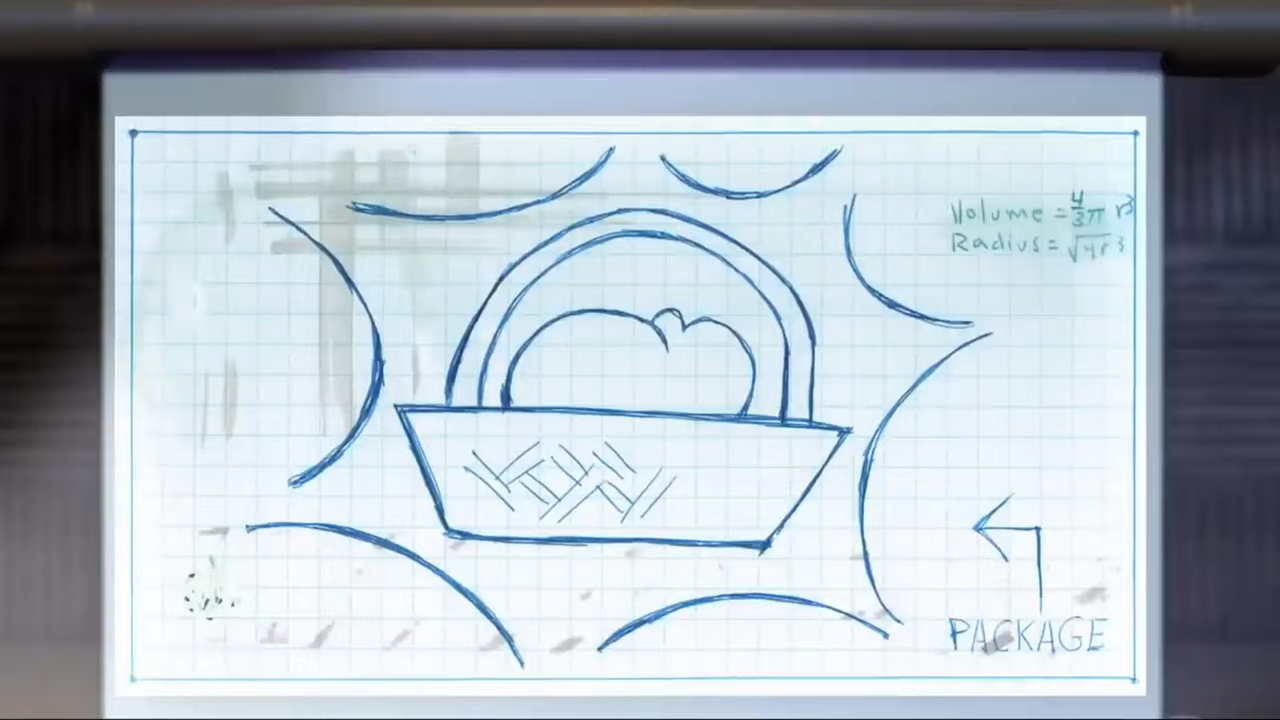 Volume = 4/3π r³
Radius = √4r³
PACKAGE